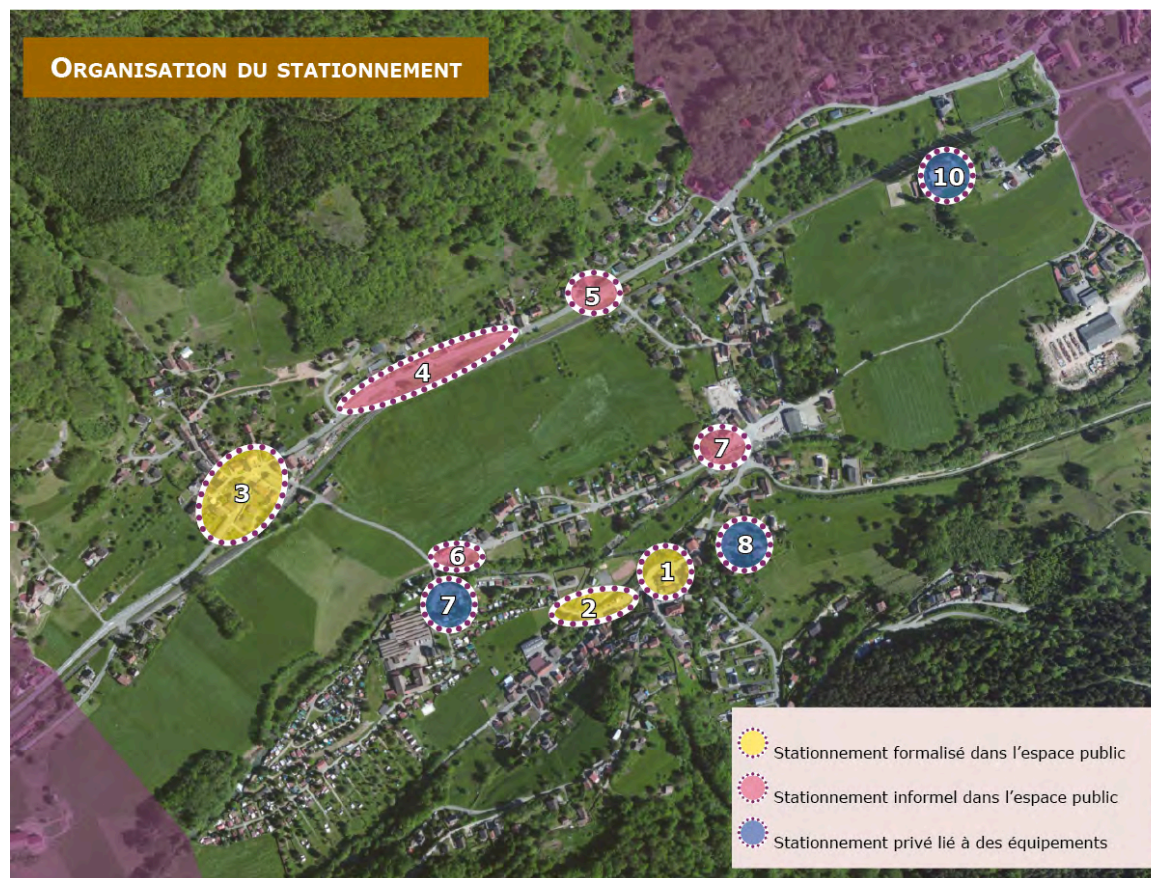 ORGANISATION DU STATIONNEMENT
10
5
4
3
7
6
7
8
1
2
Stationnement formalisé dans l'espace public
Stationnement informel dans l'espace public
Stationnement privé lié à des équipements